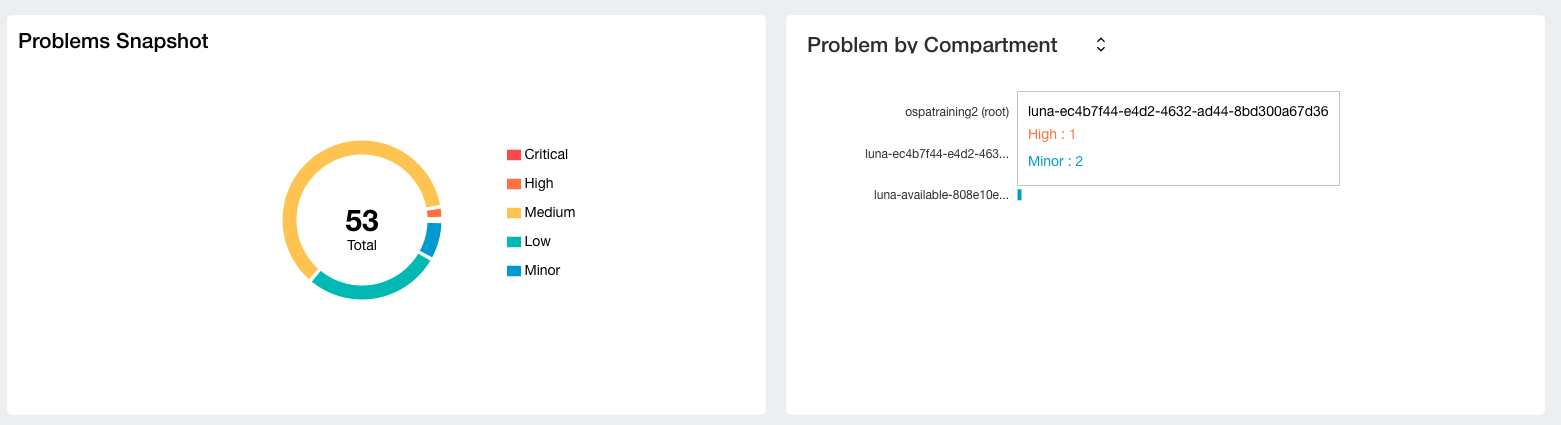 Problems Snapshot
53
Total
Critical
High
Medium
Low
Minor
Problem by Compartment
ospatraining2 (root)
luna-ec4b7f44-e4d2-463...
luna-available-808e10e...
luna-ec4b7f44-e4d2-4632-ad44-8bd300a67d36
High : 1
Minor : 2